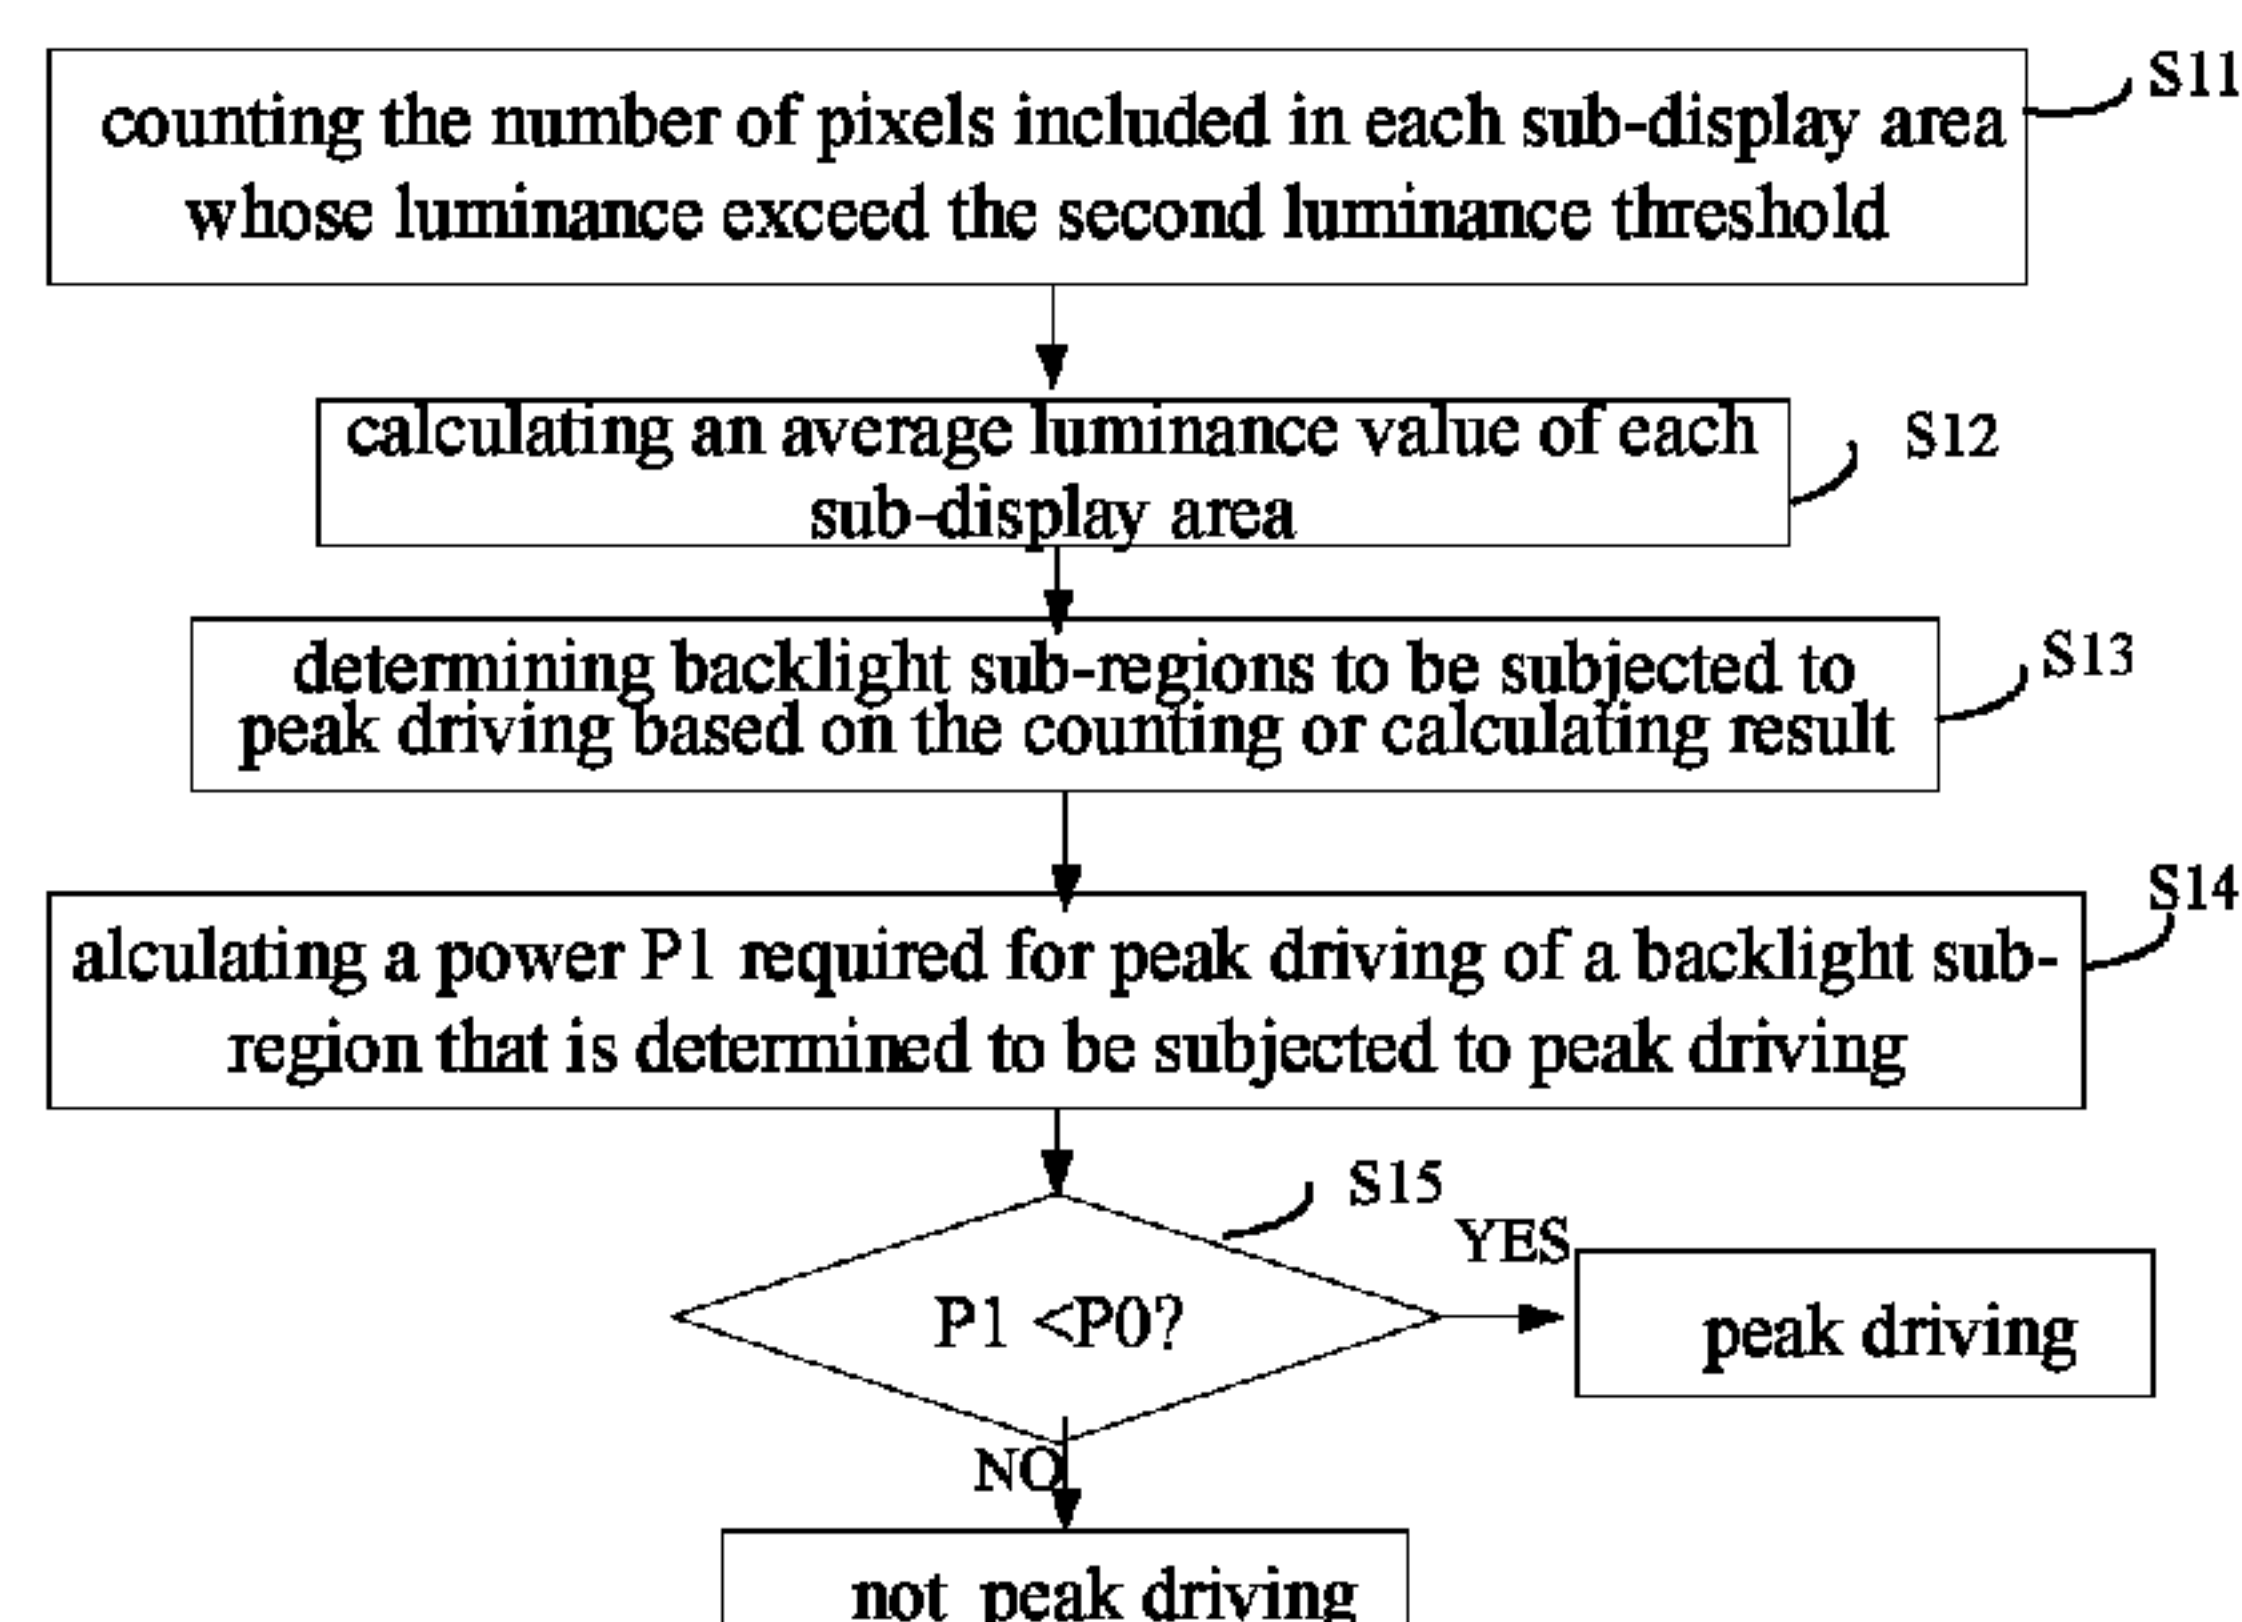 counting the number of pixels included in each sub-display area
whose luminance exceed the second luminance threshold
S11
calculating an average luminance value of each
sub-display area
S12
determining backlight sub-regions to be subjected to
peak driving based on the counting or calculating result
S13
alculating a power P1 required for peak driving of a backlight sub-
region that is determined to be subjected to peak driving
S14
S15
P1 <P0?
YES
peak driving
NO
not peak driving